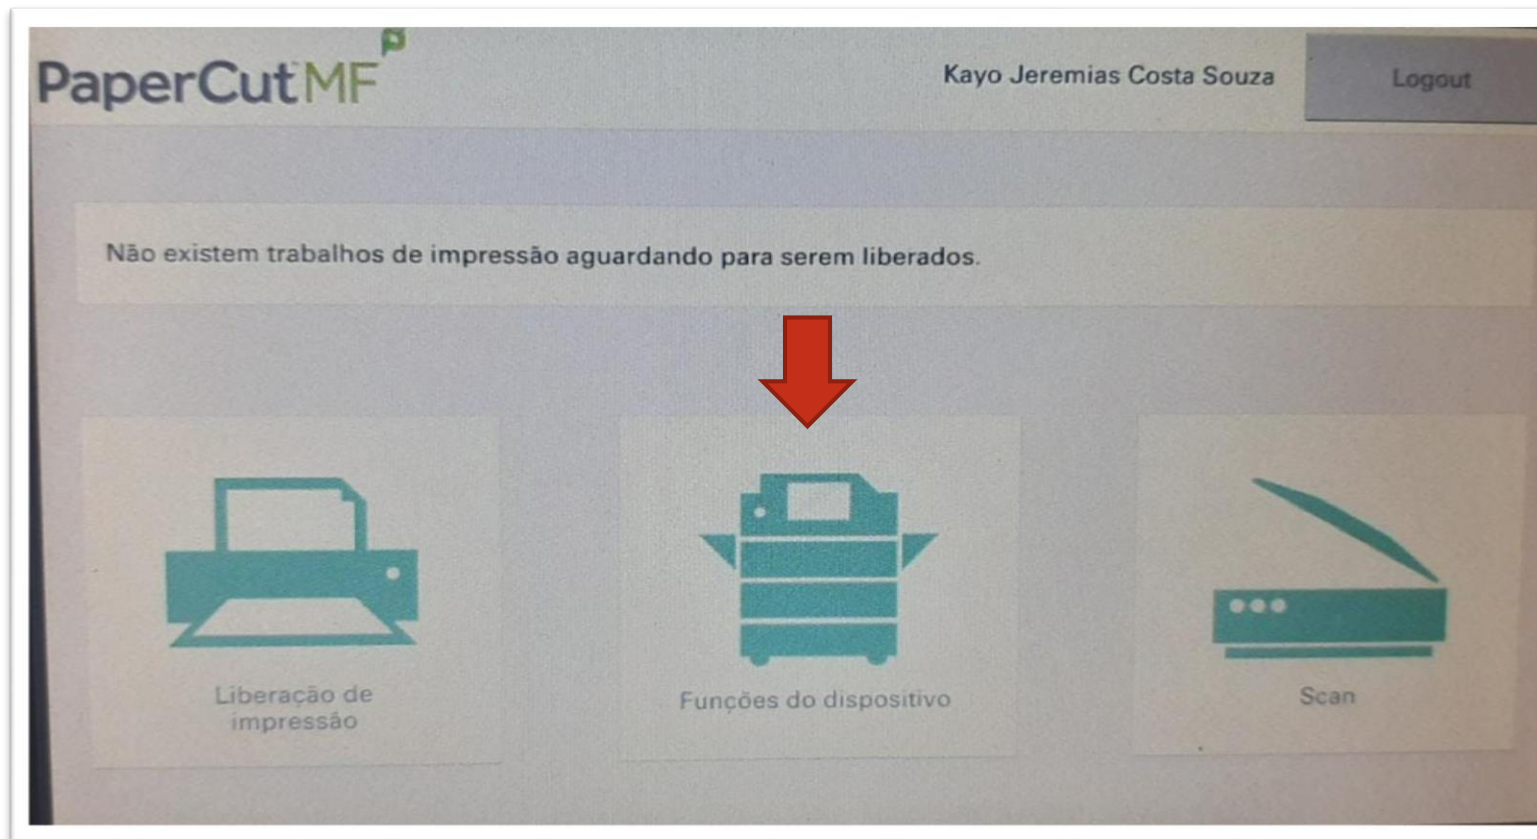 PaperCut MF
Kayo Jeremias Costa Souza
Logout
Não existem trabalhos de impressão aguardando para serem liberados.
Liberação de
impressão
Funções do dispositivo
Scan